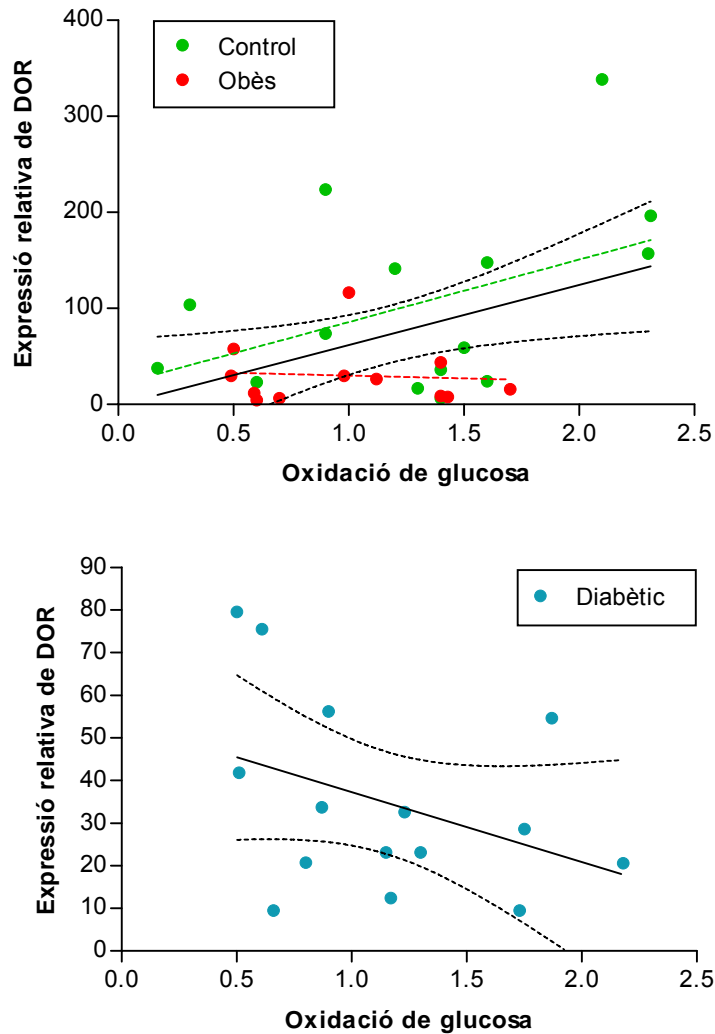 Expressió relativa de DOR
400
300
200
100
0
Control
Obès
0.0 0.5 1.0 1.5 2.0 2.5
Oxidació de glucosa
Expressió relativa de DOR
90
80
70
60
50
40
30
20
10
0
Diabètic
0.0 0.5 1.0 1.5 2.0 2.5
Oxidació de glucosa